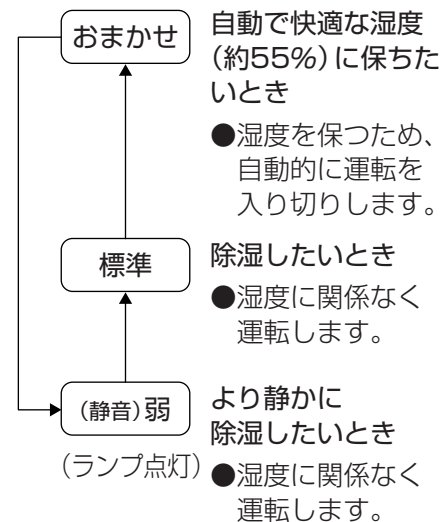 おまかせ
自動で快適な湿度
(約55%)に保ちた
いとき
●湿度を保つため、
自動的に運転を
入り切りします。
標準
除湿したいとき
●湿度に関係なく
運転します。
(静音)弱
(ランプ点灯)
より静かに
除湿したいとき
●湿度に関係なく
運転します。